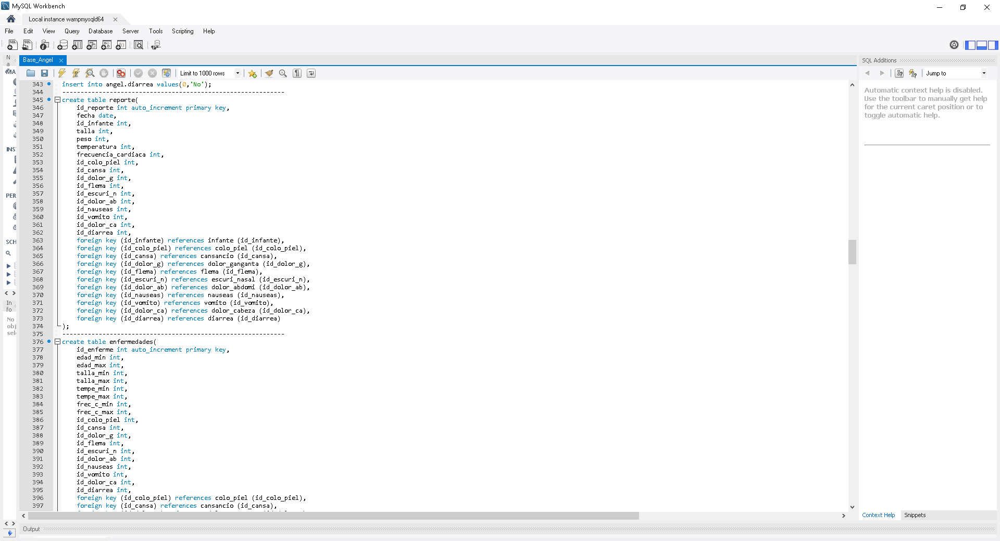 MySQL Workbench
Local instance wampmysqld64
File Edit View Query Database Server Tools Scripting Help
Base_Angel
Limit to 1000 rows
343 insert into angel.diarrea values(0,'No');
344 -------------------------------------------------------------
345 create table reporte(
346 id_reporte int auto_increment primary key,
347 fecha date,
348 id_infante int,
349 talla int,
350 peso int,
351 temperatura int,
352 frecuencia_cardiaca int,
353 id_colo_piel int,
354 id_cansa int,
355 id_dolor_g int,
356 id_flema int,
357 id_escuri_n int,
358 id_dolor_ab int,
359 id_nauseas int,
360 id_vomito int,
361 id_dolor_ca int,
362 id_diarrea int,
363 foreign key (id_infante) references infante (id_infante),
364 foreign key (id_colo_piel) references colo_piel (id_colo_piel),
365 foreign key (id_cansa) references cansancio (id_cansa),
366 foreign key (id_dolor_g) references dolor_ganganta (id_dolor_g),
367 foreign key (id_flema) references flema (id_flema),
368 foreign key (id_escuri_n) references escuri_nasal (id_escuri_n),
369 foreign key (id_dolor_ab) references dolor_abdomi (id_dolor_ab),
370 foreign key (id_nauseas) references nauseas (id_nauseas),
371 foreign key (id_vomito) references vomito (id_vomito),
372 foreign key (id_dolor_ca) references dolor_cabeza (id_dolor_ca),
373 foreign key (id_diarrea) references diarrea (id_diarrea)
374 );
375 -------------------------------------------------------------
376 create table enfermedades(
377 id_enferme int auto_increment primary key,
378 edad_min int,
379 edad_max int,
380 talla_min int,
381 talla_max int,
382 tempe_min int,
383 tempe_max int,
384 frec_c_min int,
385 frec_c_max int,
386 id_colo_piel int,
387 id_cansa int,
388 id_dolor_g int,
389 id_flema int,
390 id_escuri_n int,
391 id_dolor_ab int,
392 id_nauseas int,
393 id_vomito int,
394 id_dolor_ca int,
395 id_diarrea int,
396 foreign key (id_colo_piel) references colo_piel (id_colo_piel),
397 foreign key (id_cansa) references cansancio (id_cansa),
SQL Additions
Jump to
Automatic context help is disabled.
Use the toolbar to manually get help
for the current caret position or to
toggle automatic help.
Context Help Snippets
Na
MA
INS
PER
SCH
Info
No
obj
sele
Output